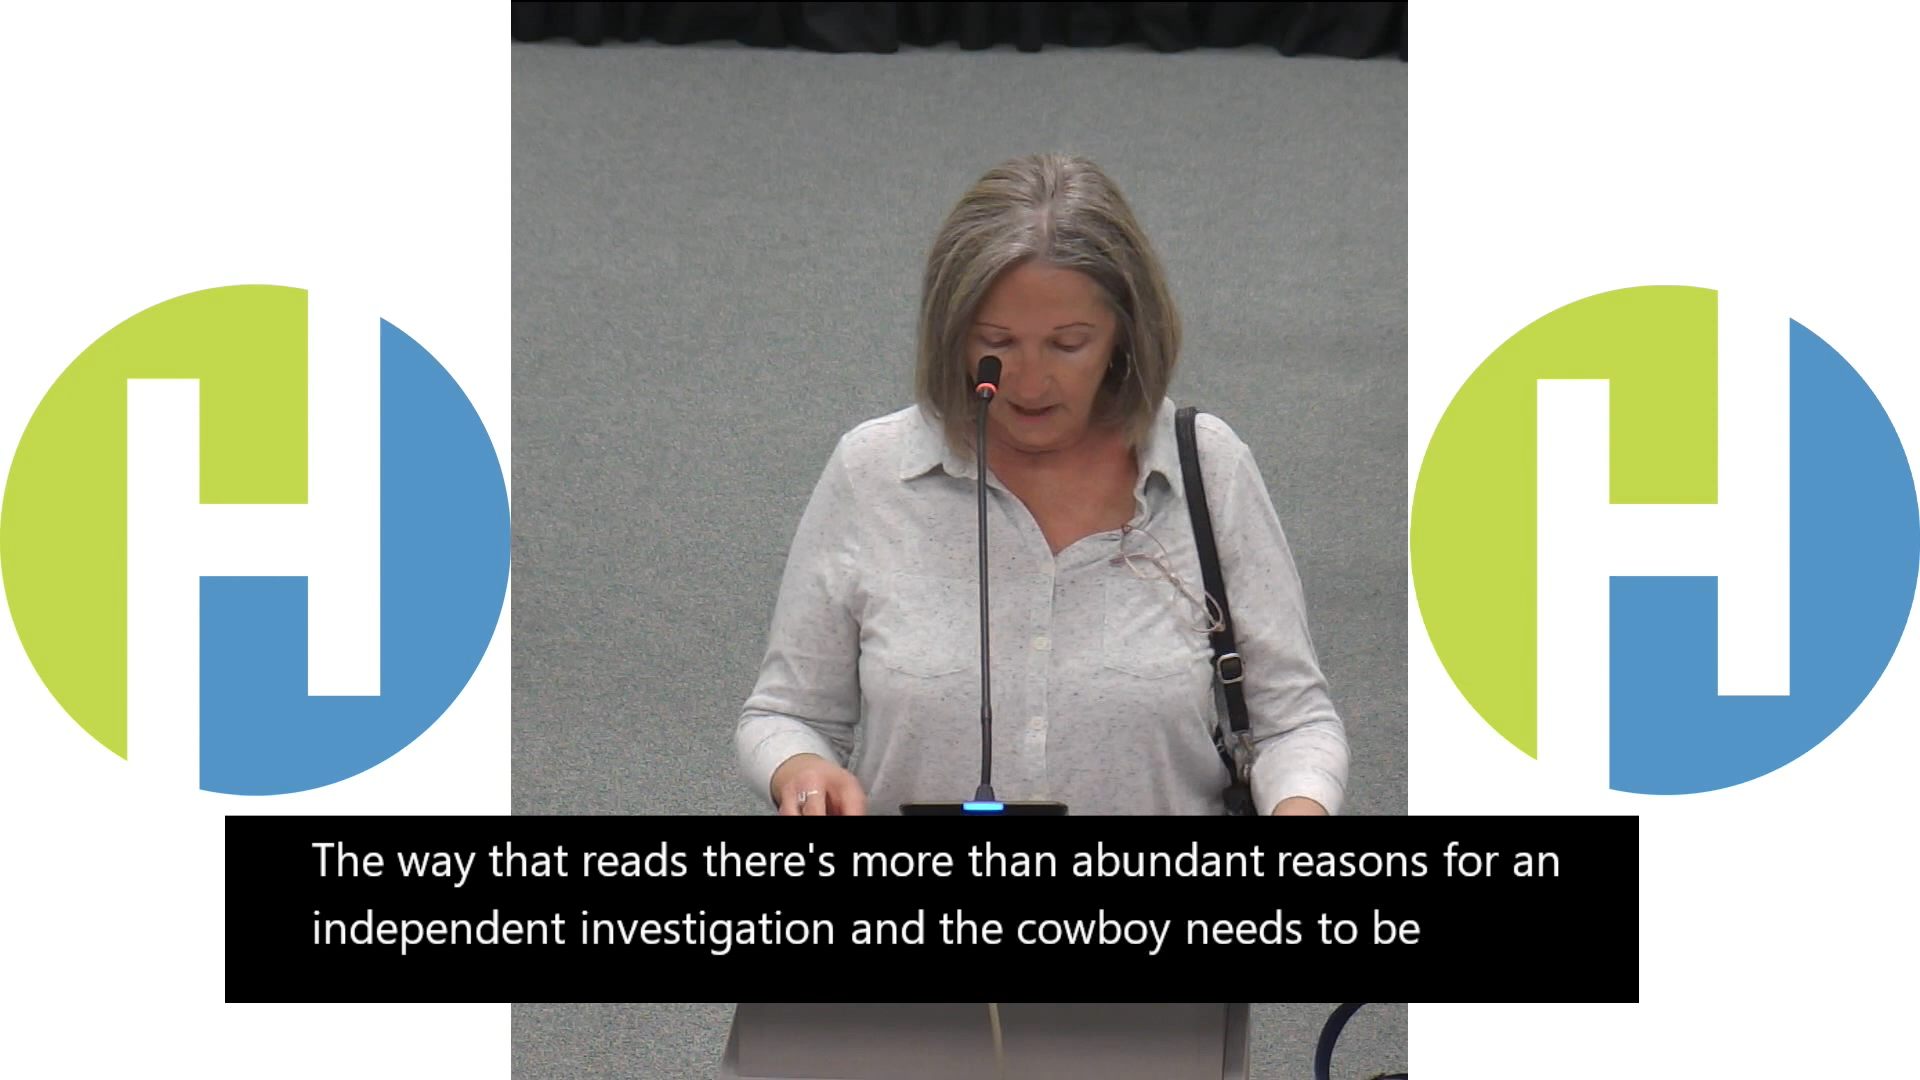 The way that reads there's more than abundant reasons for an
independent investigation and the cowboy needs to be